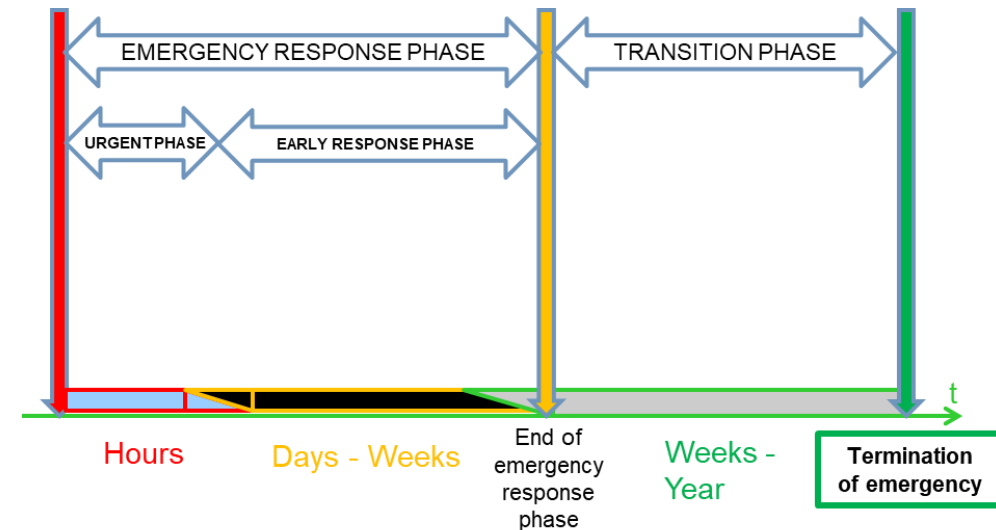 EMERGENCY RESPONSE PHASE
TRANSITION PHASE
URGENT PHASE
EARLY RESPONSE PHASE
t
Hours
Days - Weeks
End of
emergency
response
phase
Weeks -
Year
Termination
of emergency